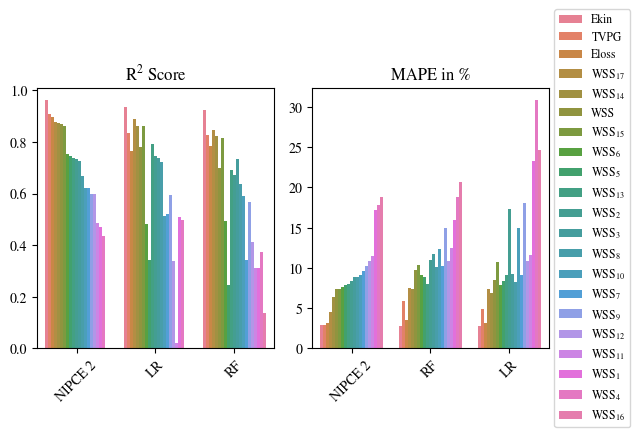 R² Score
1.0
0.8
0.6
0.4
0.2
0.0
NIPCE 2
LR
RF
MAPE in %
30
25
20
15
10
5
0
NIPCE 2
RF
LR
Ekin
TVPG
Eloss
WSS₁₇
WSS₁₄
WSS
WSS₁₅
WSS₆
WSS₅
WSS₁₃
WSS₂
WSS₃
WSS₈
WSS₁₀
WSS₇
WSS₉
WSS₁₂
WSS₁₁
WSS₁
WSS₄
WSS₁₆